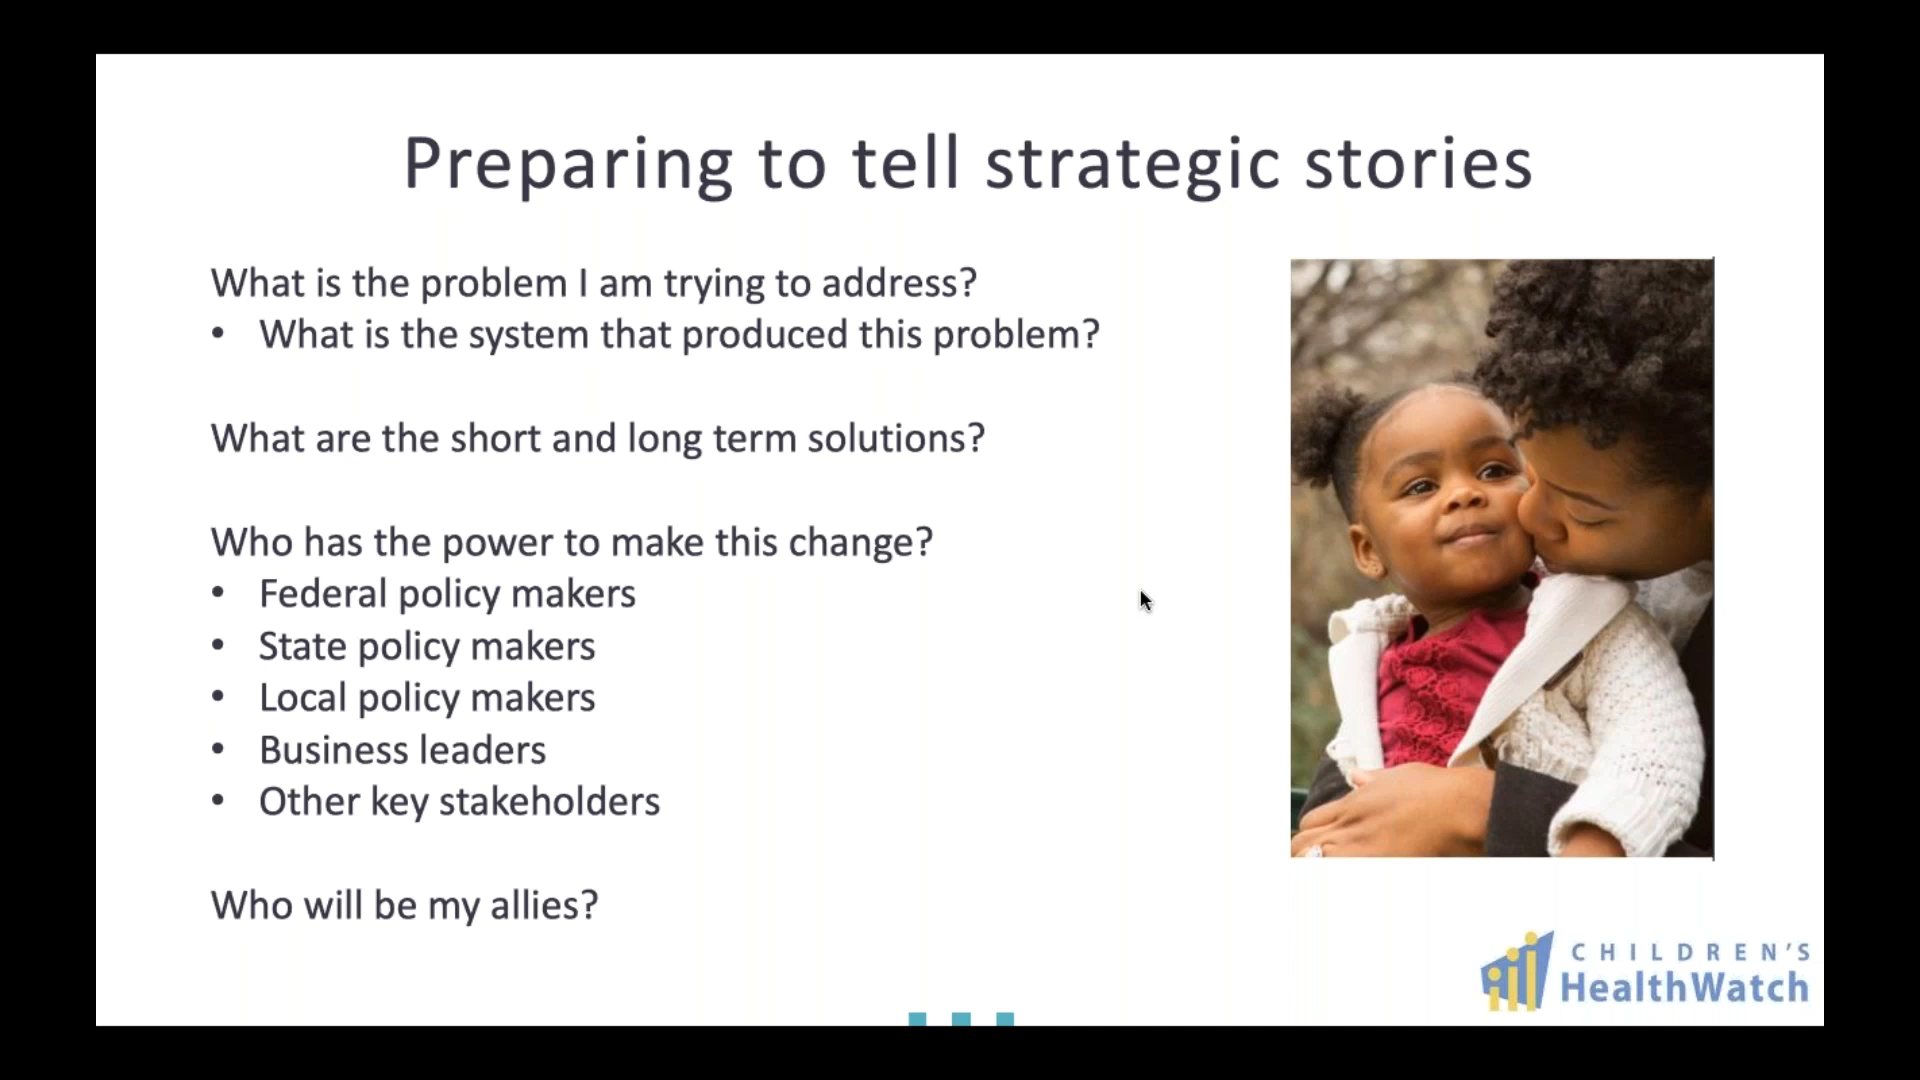 Preparing to tell strategic stories
What is the problem I am trying to address?
• What is the system that produced this problem?
What are the short and long term solutions?
Who has the power to make this change?
• Federal policy makers
• State policy makers
• Local policy makers
• Business leaders
• Other key stakeholders
Who will be my allies?
CHILDREN'S
HealthWatch